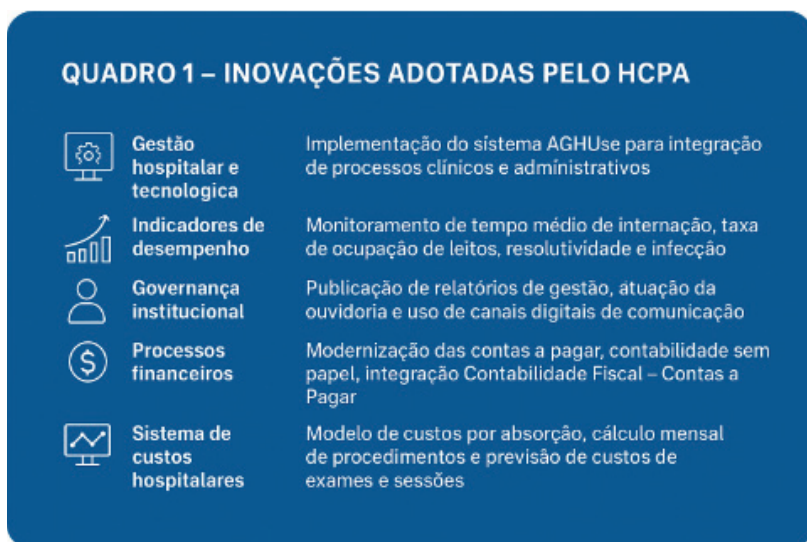 QUADRO 1 – INOVAÇÕES ADOTADAS PELO HCPA
Gestão
hospitalar e
tecnologica
Implementação do sistema AGHUse para integração
de processos clínicos e administrativos
Indicadores de
desempenho
Monitoramento de tempo médio de internação, taxa
de ocupação de leitos, resolutividade e infecção
Governança
institucional
Publicação de relatórios de gestão, atuação da
ouvidoria e uso de canais digitais de comunicação
Processos
financeiros
Modernização das contas a pagar, contabilidade sem
papel, integração Contabilidade Fiscal – Contas a
Pagar
Sistema de
custos
hospitalares
Modelo de custos por absorção, cálculo mensal
de procedimentos e previsão de custos de
exames e sessões